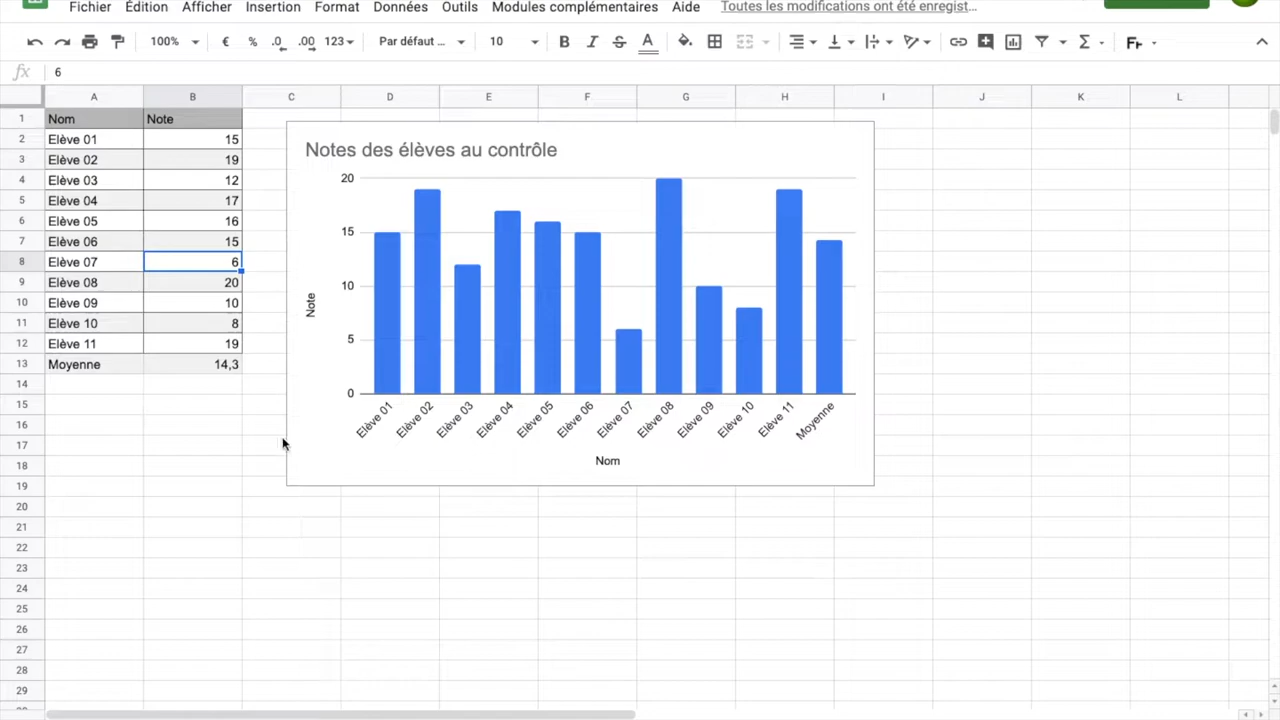 Fichier Édition Afficher Insertion Format Données Outils Modules complémentaires Aide Toutes les modifications ont été enregist…
100% € % .0 .00 123 Par défaut ... 10 B I S A Σ
fx 6
A B C D E F G H I J K L
1 Nom Note
2 Elève 01 15
3 Elève 02 19
4 Elève 03 12
5 Elève 04 17
6 Elève 05 16
7 Elève 06 15
8 Elève 07 6
9 Elève 08 20
10 Elève 09 10
11 Elève 10 8
12 Elève 11 19
13 Moyenne 14,3
14
15
16
17
18
19
20
21
22
23
24
25
26
27
28
29
Notes des élèves au contrôle
20
15
10
5
0
Note
Elève 01 Elève 02 Elève 03 Elève 04 Elève 05 Elève 06 Elève 07 Elève 08 Elève 09 Elève 10 Elève 11 Moyenne
Nom